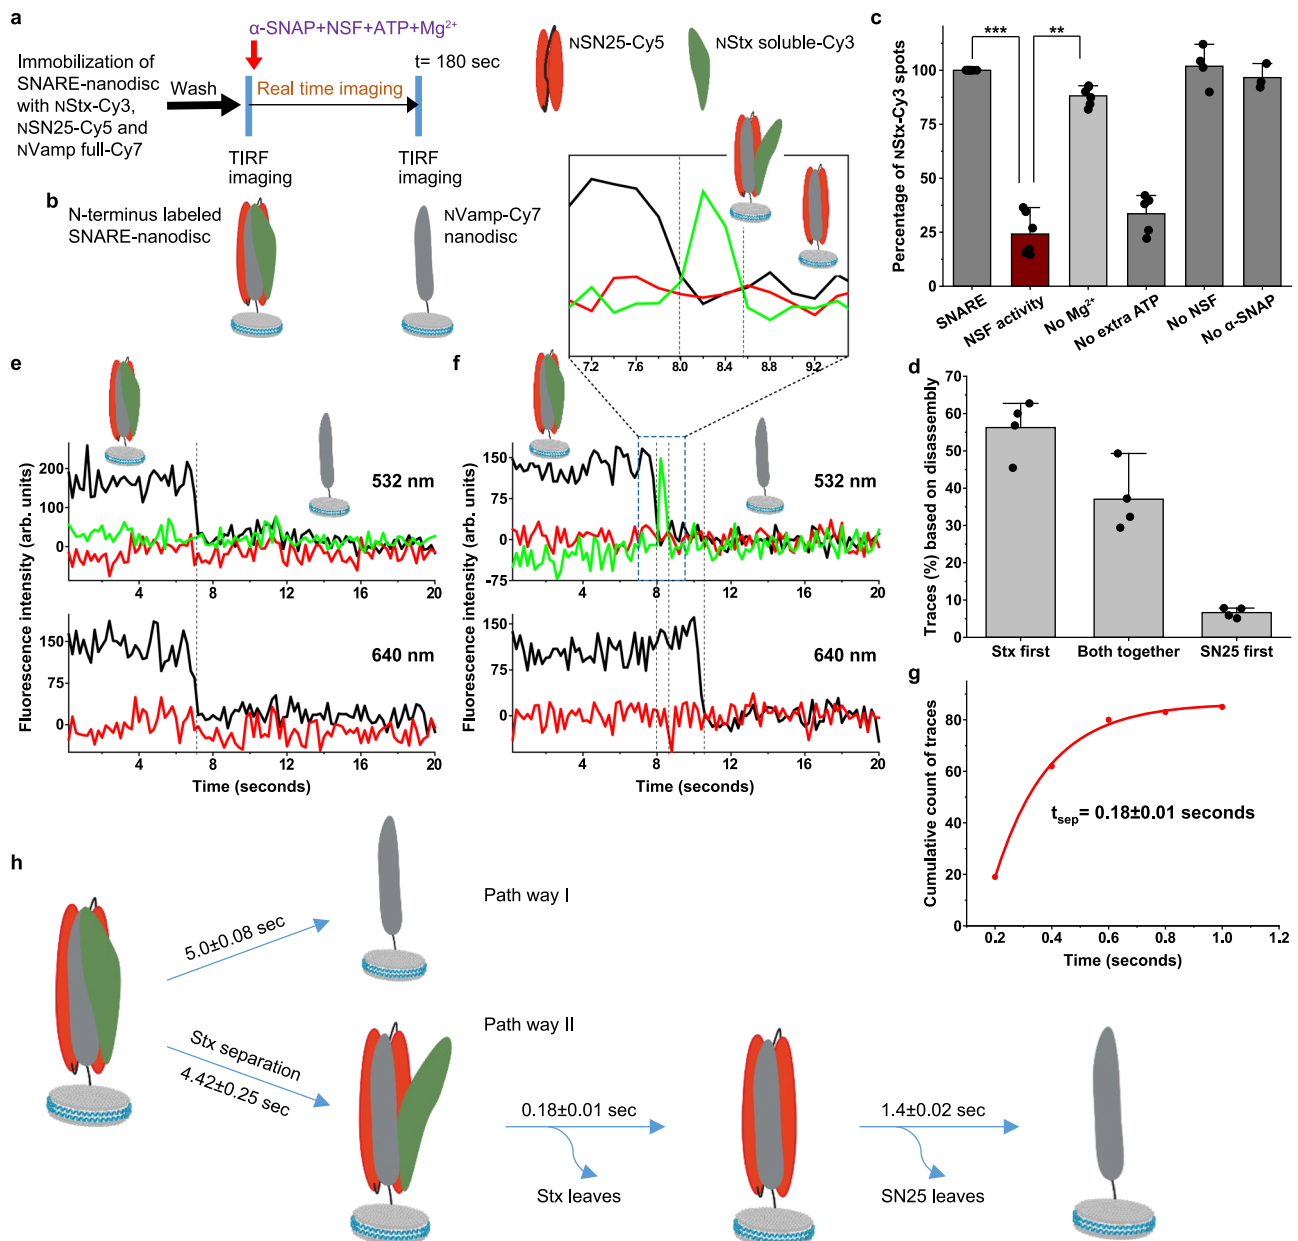 a
α-SNAP+NSF+ATP+Mg²⁺
Immobilization of
SNARE-nanodisc
with NStx-Cy3,
NSN25-Cy5 and
NVamp full-Cy7
Wash
Real time imaging
t= 180 sec
TIRF
imaging
TIRF
imaging
NSN25-Cy5
NStx soluble-Cy3
b
N-terminus labeled
SNARE-nanodisc
NVamp-Cy7
nanodisc
7.2 7.6 8.0 8.4 8.8 9.2
c
Percentage of NStx-Cy3 spots
100
75
50
25
0
***
**
SNARE
NSF activity
No Mg²⁺
No extra ATP
No NSF
No α-SNAP
d
Traces (%) based on disassembly
70
60
50
40
30
20
10
0
Stx first
Both together
SN25 first
e
Fluorescence intensity (arb. units)
200
100
0
532 nm
4 8 12 16 20
150
75
0
640 nm
4 8 12 16 20
Time (seconds)
f
Fluorescence intensity (arb. units)
150
75
0
-75
532 nm
4 8 12 16 20
150
75
0
640 nm
4 8 12 16 20
Time (seconds)
g
Cumulative count of traces
80
60
40
20
0
t_sep= 0.18±0.01 seconds
0.2 0.4 0.6 0.8 1.0 1.2
Time (seconds)
h
5.0±0.08 sec
Path way I
Stx separation
4.42±0.25 sec
Path way II
0.18±0.01 sec
Stx leaves
1.4±0.02 sec
SN25 leaves